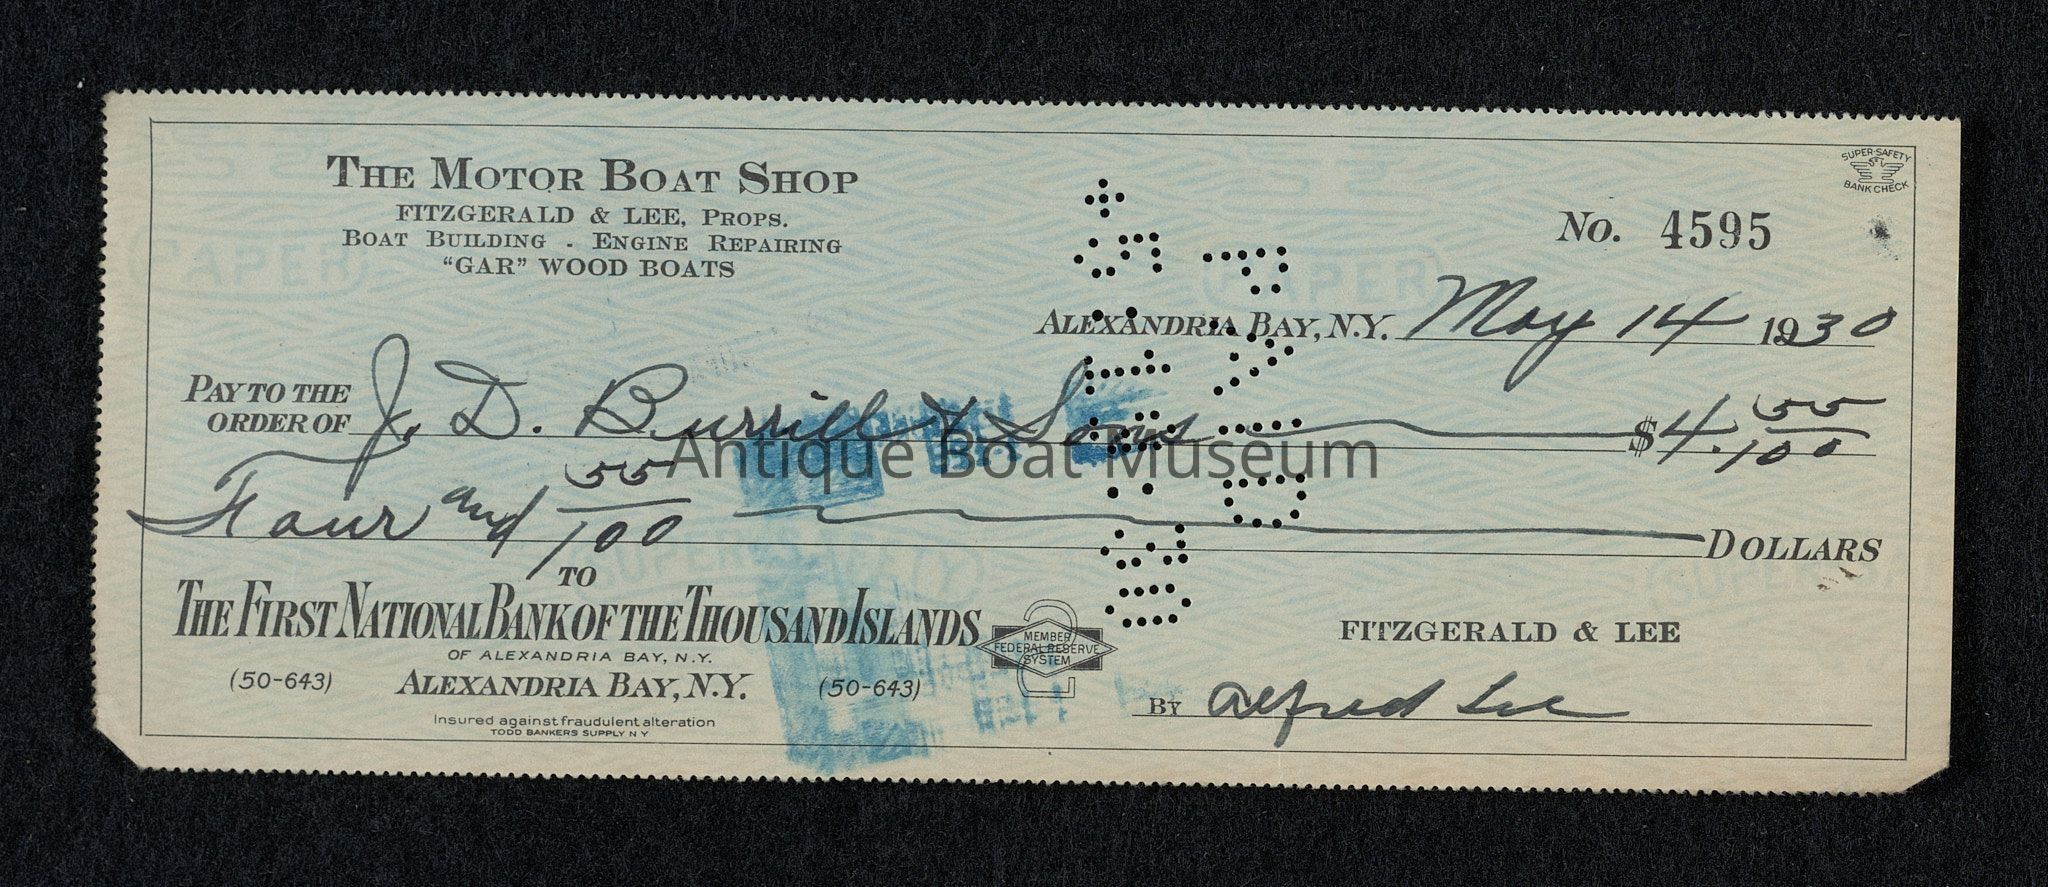 THE MOTOR BOAT SHOP
FITZGERALD & LEE, PROPS.
BOAT BUILDING - ENGINE REPAIRING
"GAR" WOOD BOATS
SUPER-SAFETY
BANK CHECK
No. 4595
ALEXANDRIA BAY, N.Y. May 14 1930
PAY TO THE
ORDER OF J. D. Burrill & Sons $4.55/100
Antique Boat Museum
Four and 55/100 DOLLARS
TO
THE FIRST NATIONAL BANK OF THE THOUSAND ISLANDS
OF ALEXANDRIA BAY, N.Y.
(50-643) ALEXANDRIA BAY, N.Y. (50-643)
Insured against fraudulent alteration
TODD BANKERS SUPPLY N Y
MEMBER
FEDERAL RESERVE
SYSTEM
FITZGERALD & LEE
BY Alfred Lee
PAID